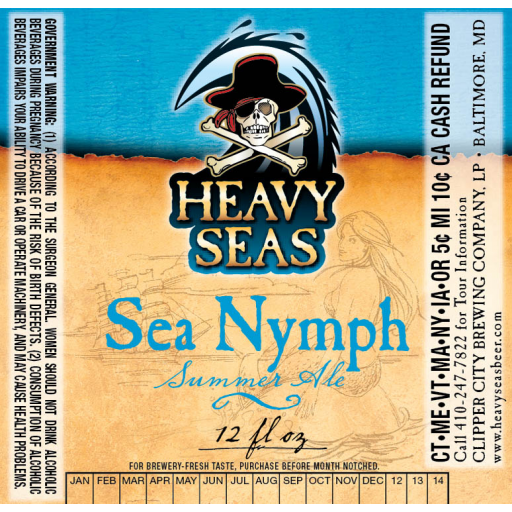 GOVERNMENT WARNING: (1) ACCORDING TO THE SURGEON GENERAL, WOMEN SHOULD NOT DRINK ALCOHOLIC
BEVERAGES DURING PREGNANCY BECAUSE OF THE RISK OF BIRTH DEFECTS. (2) CONSUMPTION OF ALCOHOLIC
BEVERAGES IMPAIRS YOUR ABILITY TO DRIVE A CAR OR OPERATE MACHINERY, AND MAY CAUSE HEALTH PROBLEMS.
HEAVY
SEAS
Sea Nymph
Summer Ale
12 fl oz
FOR BREWERY-FRESH TASTE, PURCHASE BEFORE MONTH NOTCHED.
JAN FEB MAR APR MAY JUN JUL AUG SEP OCT NOV DEC 12 13 14
CT•ME•VT•MA•NY•IA•OR 5¢ MI 10¢ CA CASH REFUND
Call 410-247-7822 for Tour Information
CLIPPER CITY BREWING COMPANY, LP • BALTIMORE, MD
www.heavyseasbeer.com